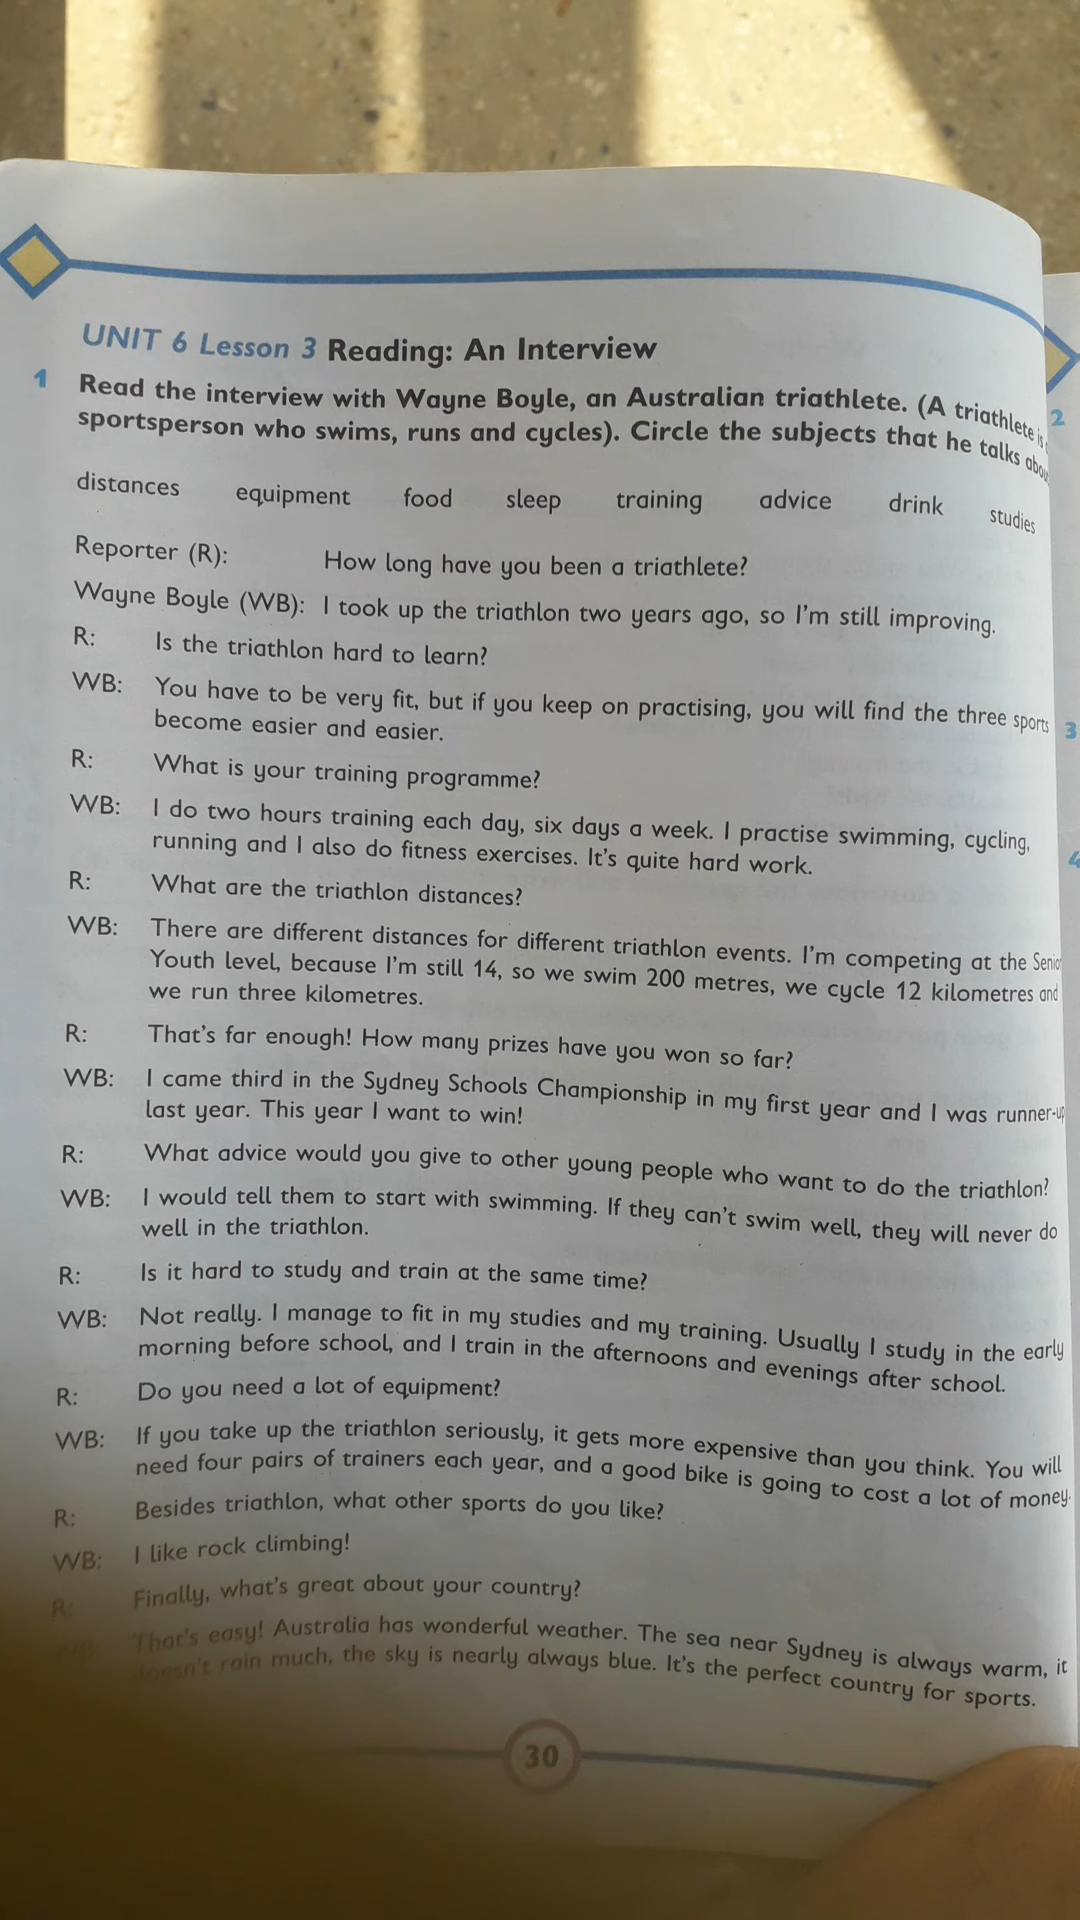 UNIT 6 Lesson 3 Reading: An Interview
1 Read the interview with Wayne Boyle, an Australian triathlete. (A triathlete is
sportsperson who swims, runs and cycles). Circle the subjects that he talks
distances equipment food sleep training advice drink studies
Reporter (R): How long have you been a triathlete?
Wayne Boyle (WB): I took up the triathlon two years ago, so I'm still improving.
R: Is the triathlon hard to learn?
WB: You have to be very fit, but if you keep on practising, you will find the three sports
become easier and easier.
R: What is your training programme?
WB: I do two hours training each day, six days a week. I practise swimming, cycling,
running and I also do fitness exercises. It's quite hard work.
R: What are the triathlon distances?
WB: There are different distances for different triathlon events. I'm competing at the Senior
Youth level, because I'm still 14, so we swim 200 metres, we cycle 12 kilometres and
we run three kilometres.
R: That's far enough! How many prizes have you won so far?
WB: I came third in the Sydney Schools Championship in my first year and I was runner-up
last year. This year I want to win!
R: What advice would you give to other young people who want to do the triathlon?
WB: I would tell them to start with swimming. If they can't swim well, they will never do
well in the triathlon.
R: Is it hard to study and train at the same time?
WB: Not really. I manage to fit in my studies and my training. Usually I study in the early
morning before school, and I train in the afternoons and evenings after school.
R: Do you need a lot of equipment?
WB: If you take up the triathlon seriously, it gets more expensive than you think. You will
need four pairs of trainers each year, and a good bike is going to cost a lot of money.
R: Besides triathlon, what other sports do you like?
WB: I like rock climbing!
R: Finally, what's great about your country?
That's easy! Australia has wonderful weather. The sea near Sydney is always warm, it
doesn't rain much, the sky is nearly always blue. It's the perfect country for sports.
30
2
3
4